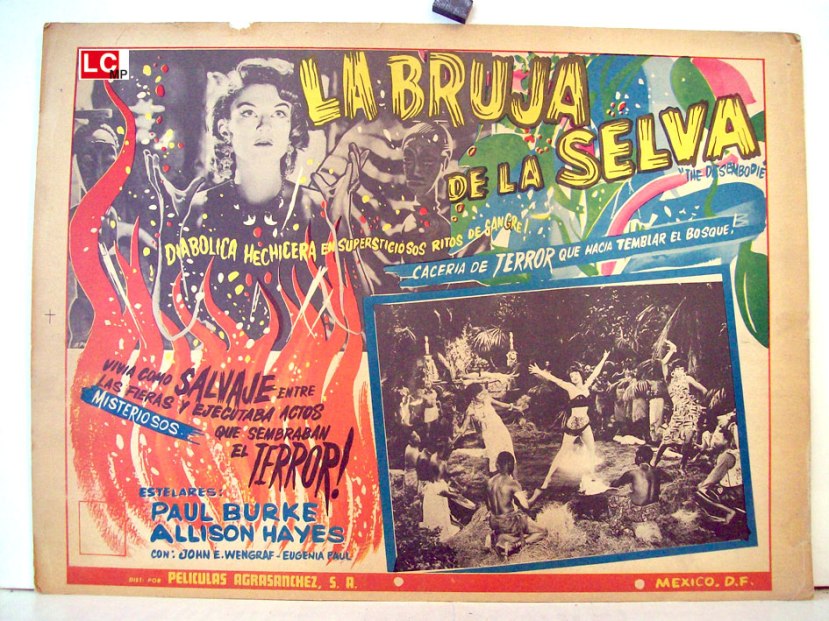 LC
MP
LA BRUJA
DE LA SELVA
"THE DISEMBODIE
DIABOLICA HECHICERA EN SUPERSTICIOSOS RITOS DE SANGRE!
CACERIA DE TERROR QUE HACIA TEMBLAR EL BOSQUE!
VIVIA COMO SALVAJE ENTRE
LAS FIERAS Y EJECUTABA ACTOS
MISTERIOSOS
QUE SEMBRABAN
EL TERROR!
ESTELARES:
PAUL BURKE
ALLISON HAYES
CON: JOHN E. WENGRAF - EUGENIA PAUL
DIST. POR PELICULAS AGRASANCHEZ, S. A.
MEXICO, D.F.